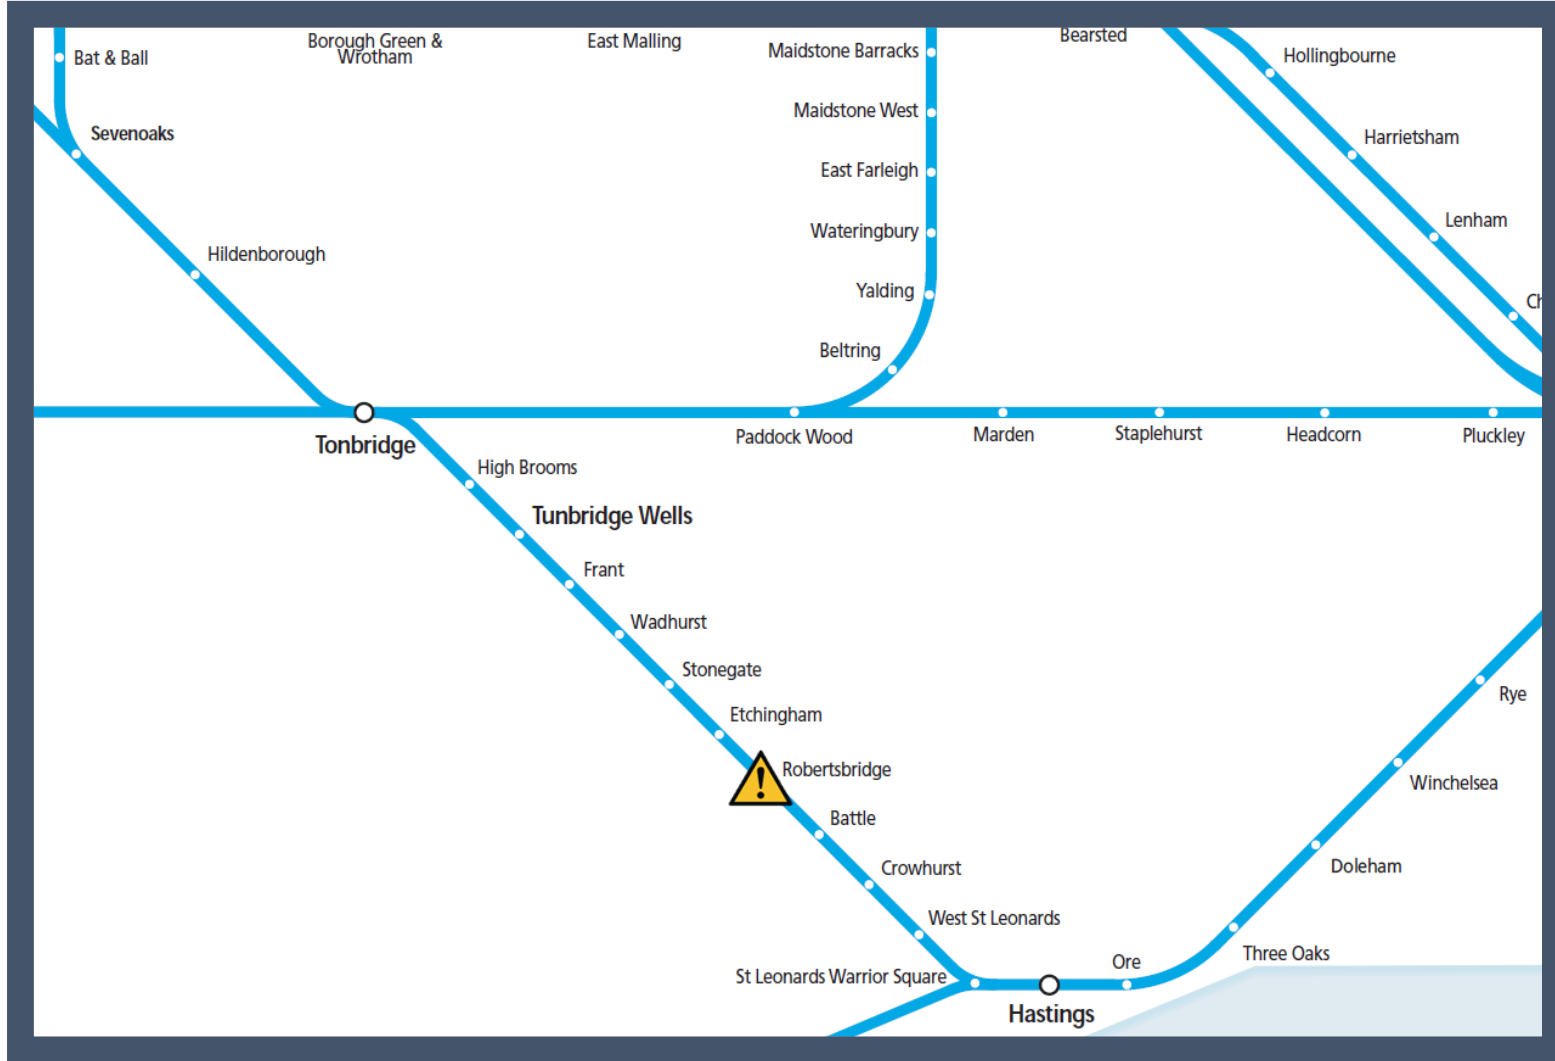 Borough Green &
Wrotham
East Malling
Maidstone Barracks
Bearsted
Hollingbourne
Bat & Ball
Maidstone West
Sevenoaks
Harrietsham
East Farleigh
Lenham
Wateringbury
Hildenborough
Yalding
Ch
Beltring
Tonbridge
Paddock Wood
Marden
Staplehurst
Headcorn
Pluckley
High Brooms
Tunbridge Wells
Frant
Wadhurst
Stonegate
Etchingham
Robertsbridge
Battle
Crowhurst
West St Leonards
St Leonards Warrior Square
Hastings
Ore
Three Oaks
Doleham
Winchelsea
Rye